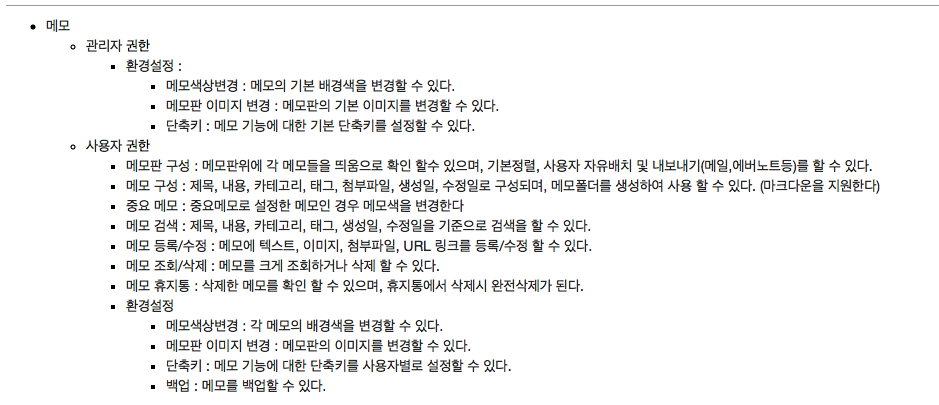 메모
관리자 권한
환경설정 :
메모색상변경 : 메모의 기본 배경색을 변경할 수 있다.
메모판 이미지 변경 : 메모판의 기본 이미지를 변경할 수 있다.
단축키 : 메모 기능에 대한 기본 단축키를 설정할 수 있다.
사용자 권한
메모판 구성 : 메모판위에 각 메모들을 띄움으로 확인 할수 있으며, 기본정렬, 사용자 자유배치 및 내보내기(메일,에버노트등)를 할 수 있다.
메모 구성 : 제목, 내용, 카테고리, 태그, 첨부파일, 생성일, 수정일로 구성되며, 메모폴더를 생성하여 사용 할 수 있다. (마크다운을 지원한다)
중요 메모 : 중요메모로 설정한 메모인 경우 메모색을 변경한다
메모 검색 : 제목, 내용, 카테고리, 태그, 생성일, 수정일을 기준으로 검색을 할 수 있다.
메모 등록/수정 : 메모에 텍스트, 이미지, 첨부파일, URL 링크를 등록/수정 할 수 있다.
메모 조회/삭제 : 메모를 크게 조회하거나 삭제 할 수 있다.
메모 휴지통 : 삭제한 메모를 확인 할 수 있으며, 휴지통에서 삭제시 완전삭제가 된다.
환경설정
메모색상변경 : 각 메모의 배경색을 변경할 수 있다.
메모판 이미지 변경 : 메모판의 이미지를 변경할 수 있다.
단축키 : 메모 기능에 대한 단축키를 사용자별로 설정할 수 있다.
백업 : 메모를 백업할 수 있다.